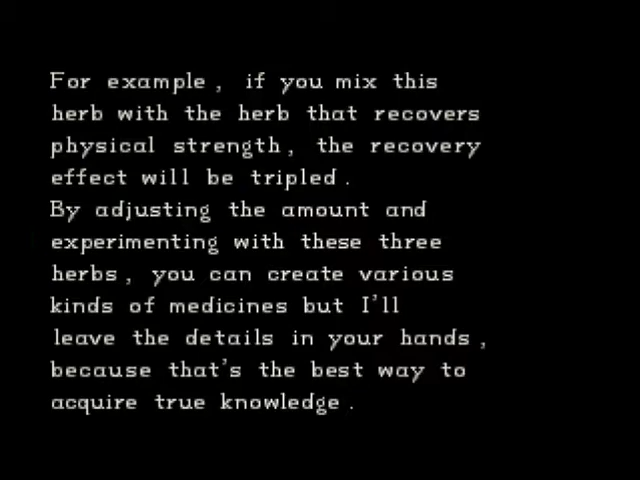 For example, if you mix this
herb with the herb that recovers
physical strength, the recovery
effect will be tripled.
By adjusting the amount and
experimenting with these three
herbs, you can create various
kinds of medicines but I'll
leave the details in your hands,
because that's the best way to
acquire true knowledge.